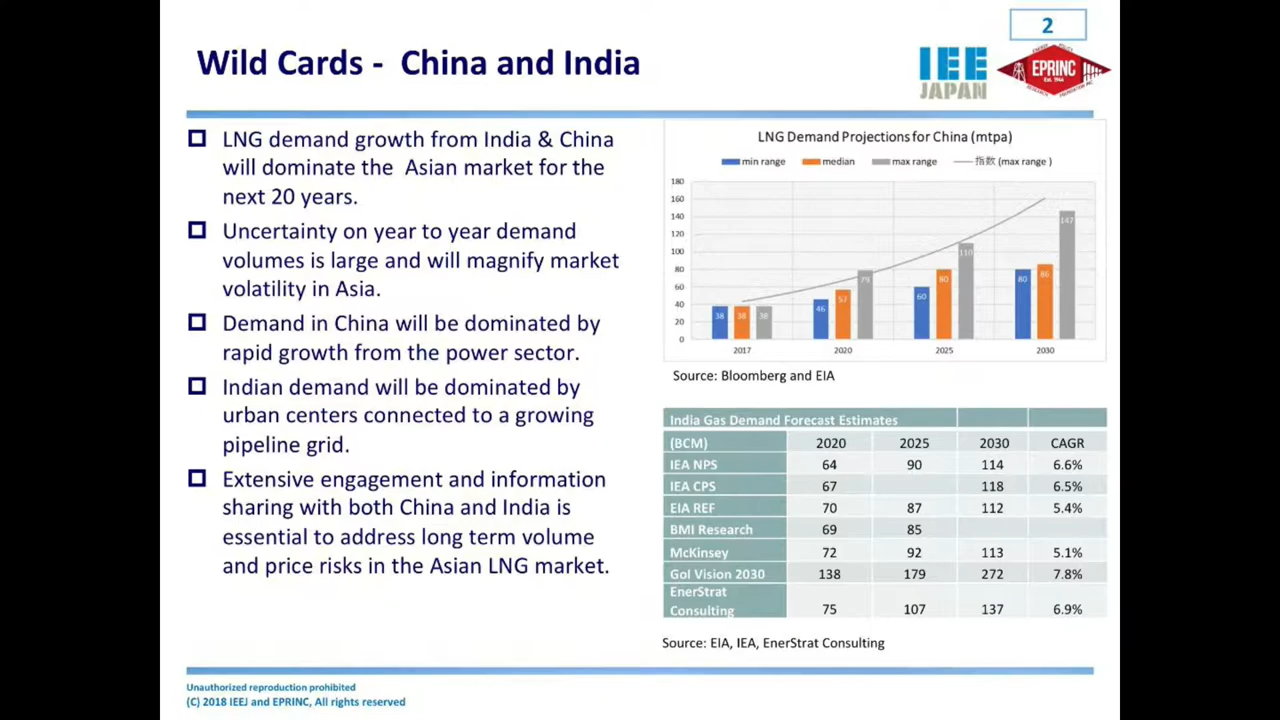 2
Wild Cards - China and India
IEE
JAPAN
EPRINC
LNG demand growth from India & China
will dominate the Asian market for the
next 20 years.
Uncertainty on year to year demand
volumes is large and will magnify market
volatility in Asia.
Demand in China will be dominated by
rapid growth from the power sector.
Indian demand will be dominated by
urban centers connected to a growing
pipeline grid.
Extensive engagement and information
sharing with both China and India is
essential to address long term volume
and price risks in the Asian LNG market.
LNG Demand Projections for China (mtpa)
min range median max range 指数 (max range )
180
160
140
120
100
80
60
40
20
0
38 38 38
46 57 79
60 80 110
80 86 147
2017 2020 2025 2030
Source: Bloomberg and EIA
India Gas Demand Forecast Estimates
(BCM) 2020 2025 2030 CAGR
IEA NPS 64 90 114 6.6%
IEA CPS 67 118 6.5%
EIA REF 70 87 112 5.4%
BMI Research 69 85
McKinsey 72 92 113 5.1%
GoI Vision 2030 138 179 272 7.8%
EnerStrat
Consulting 75 107 137 6.9%
Source: EIA, IEA, EnerStrat Consulting
Unauthorized reproduction prohibited
(C) 2018 IEEJ and EPRINC, All rights reserved